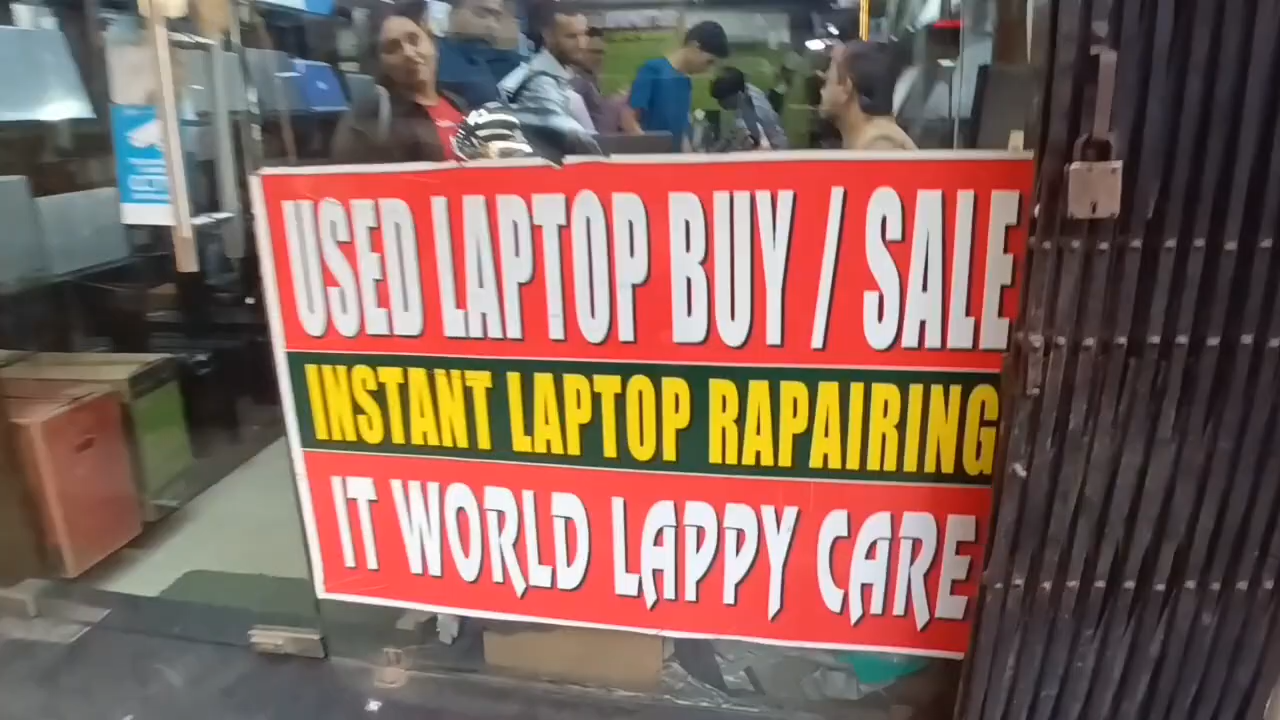 USED LAPTOP BUY / SALE
INSTANT LAPTOP RAPAIRING
IT WORLD LAPPY CARE